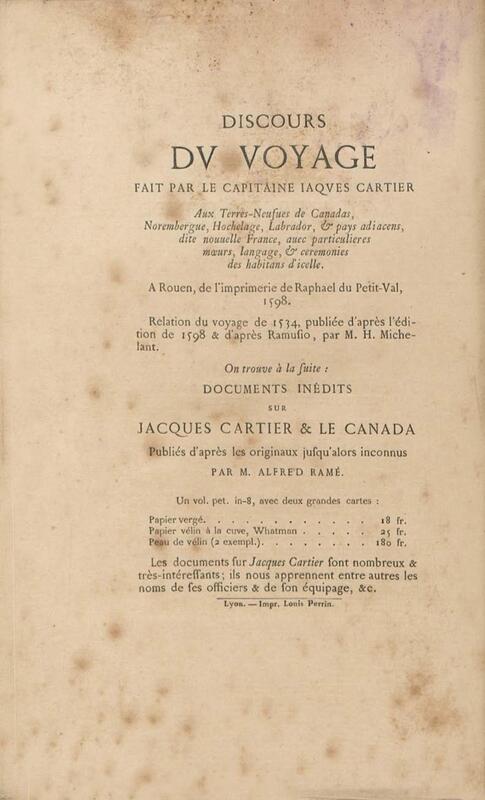 DISCOURS
DV VOYAGE
FAIT PAR LE CAPITAINE IAQVES CARTIER
Aux Terres-Neufues de Canadas,
Norembergue, Hochelage, Labrador, & pays adiacens,
dite nouuelle France, auec particulieres
mœurs, langage, & ceremonies
des habitans d'icelle.
A Rouen, de l'imprimerie de Raphael du Petit-Val,
1598.
Relation du voyage de 1534, publiée d'après l'édi-
tion de 1598 & d'après Ramuſio, par M. H. Miche-
lant.
On trouve à la ſuite :
DOCUMENTS INÉDITS
SUR
JACQUES CARTIER & LE CANADA
Publiés d'après les originaux juſqu'alors inconnus
PAR M. ALFRED RAMÉ.
Un vol. pet. in-8, avec deux grandes cartes :
Papier vergé. . . . . . . . . . . . 18 fr.
Papier vélin à la cuve, Whatman . . . . . 25 fr.
Peau de vélin (2 exempl.). . . . . . . . 180 fr.
Les documents ſur Jacques Cartier ſont nombreux &
très-intéreſſants ; ils nous apprennent entre autres les
noms de ſes officiers & de ſon équipage, &c.
Lyon. — Impr. Louis Perrin.